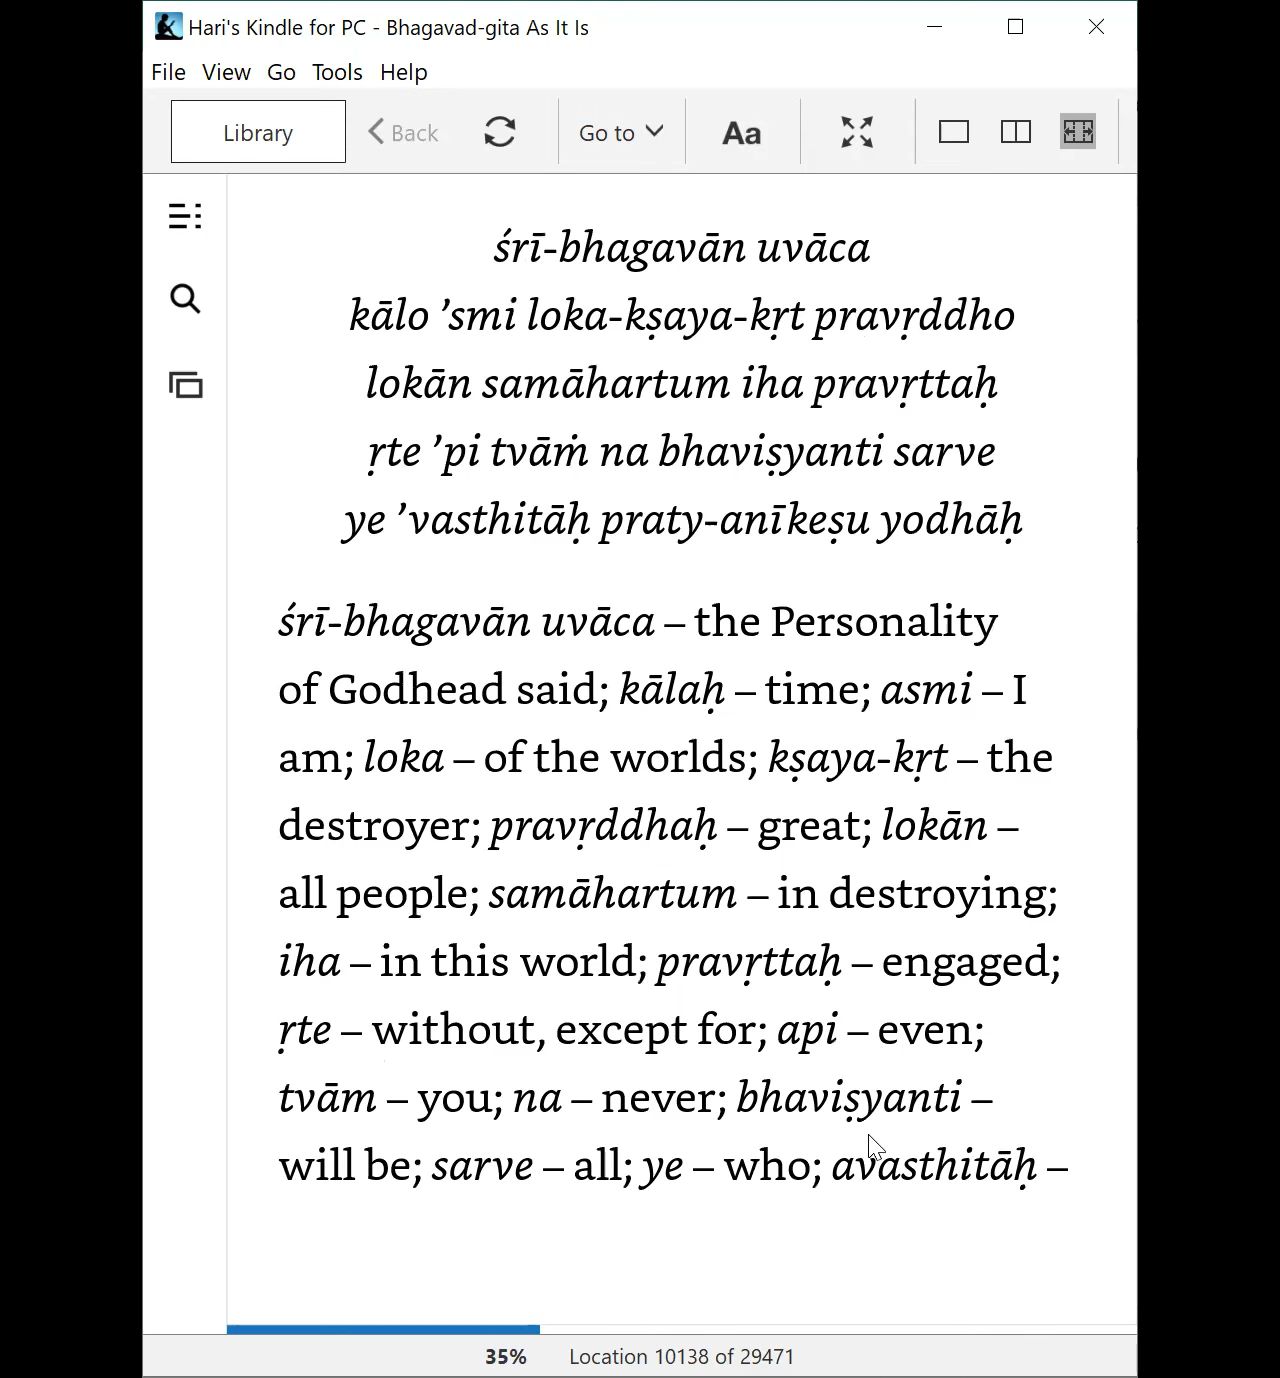 Hari's Kindle for PC - Bhagavad-gita As It Is
File View Go Tools Help
Library Back Go to Aa
śrī-bhagavān uvāca
kālo ’smi loka-kṣaya-kṛt pravṛddho
lokān samāhartum iha pravṛttaḥ
ṛte ’pi tvāṁ na bhaviṣyanti sarve
ye ’vasthitāḥ praty-anīkeṣu yodhāḥ
śrī-bhagavān uvāca – the Personality
of Godhead said; kālaḥ – time; asmi – I
am; loka – of the worlds; kṣaya-kṛt – the
destroyer; pravṛddhaḥ – great; lokān –
all people; samāhartum – in destroying;
iha – in this world; pravṛttaḥ – engaged;
ṛte – without, except for; api – even;
tvām – you; na – never; bhaviṣyanti –
will be; sarve – all; ye – who; avasthitāḥ –
35% Location 10138 of 29471